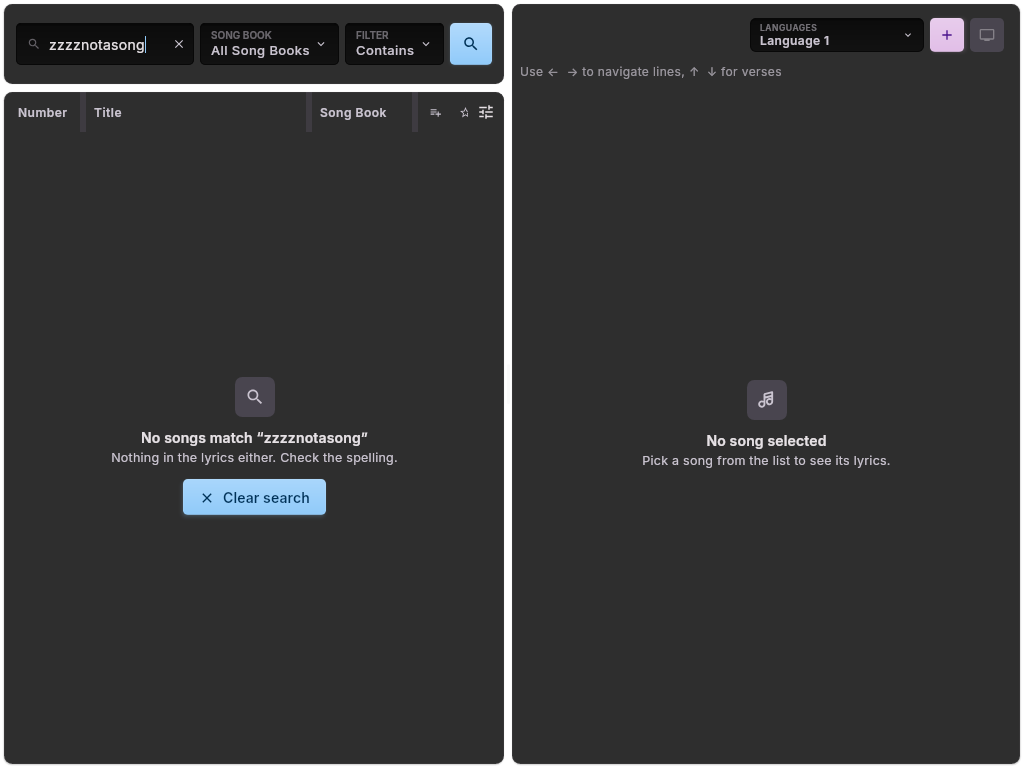 zzzznotasong
SONG BOOK
All Song Books
FILTER
Contains
Number
Title
Song Book
No songs match “zzzznotasong”
Nothing in the lyrics either. Check the spelling.
Clear search
LANGUAGES
Language 1
Use ← → to navigate lines, ↑ ↓ for verses
No song selected
Pick a song from the list to see its lyrics.